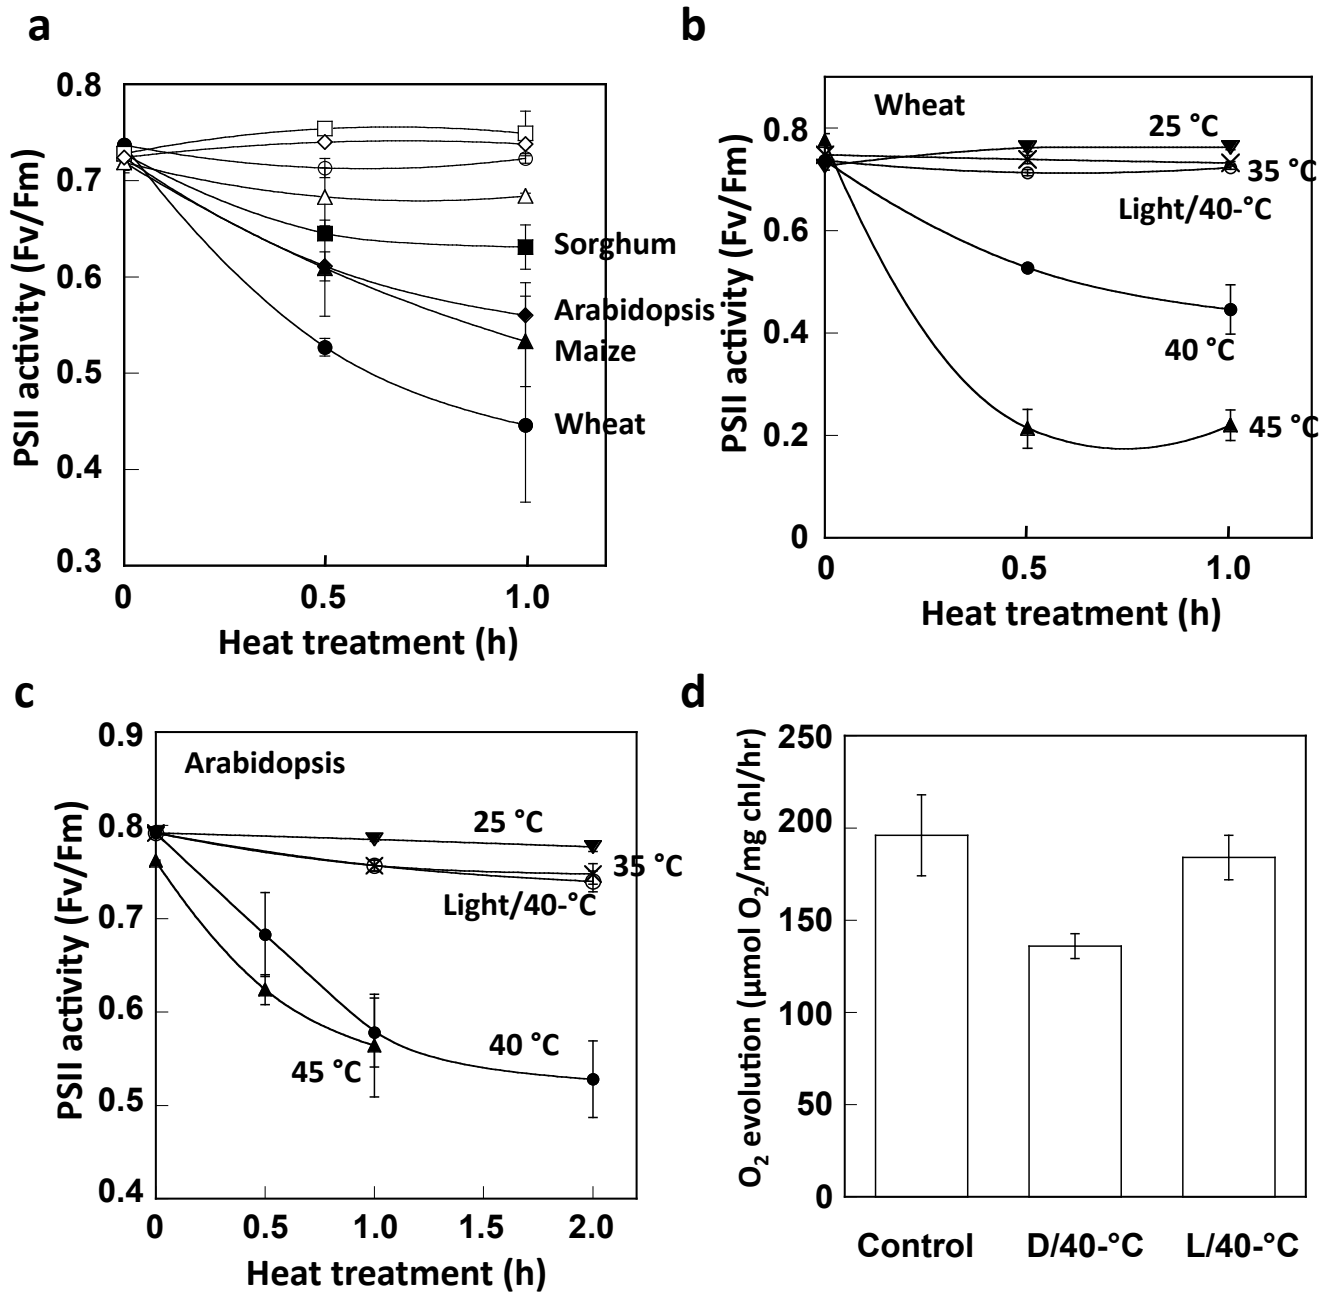 a
PSII activity (Fv/Fm)
0.8
0.7
0.6
0.5
0.4
0.3
Sorghum
Arabidopsis
Maize
Wheat
0
0.5
1.0
Heat treatment (h)
b
PSII activity (Fv/Fm)
Wheat
0.8
0.6
0.4
0.2
0
25 °C
35 °C
Light/40-°C
40 °C
45 °C
0
0.5
1.0
Heat treatment (h)
c
PSII activity (Fv/Fm)
Arabidopsis
0.9
0.8
0.7
0.6
0.5
0.4
25 °C
35 °C
Light/40-°C
40 °C
45 °C
0
0.5
1.0
1.5
2.0
Heat treatment (h)
d
O₂ evolution (µmol O₂/mg chl/hr)
250
200
150
100
50
0
Control
D/40-°C
L/40-°C